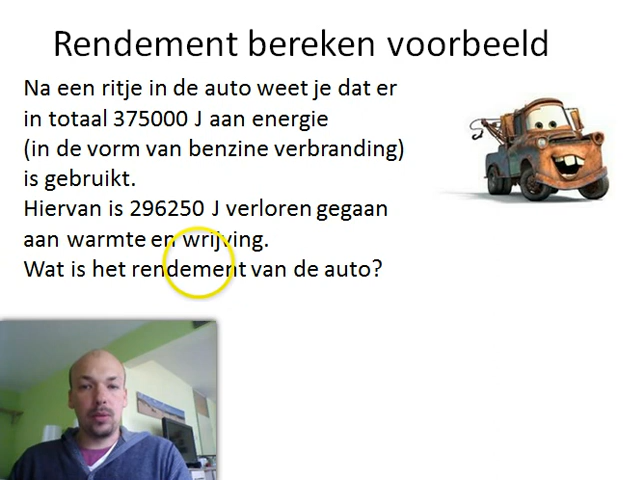 Rendement bereken voorbeeld
Na een ritje in de auto weet je dat er
in totaal 375000 J aan energie
(in de vorm van benzine verbranding)
is gebruikt.
Hiervan is 296250 J verloren gegaan
aan warmte en wrijving.
Wat is het rendement van de auto?